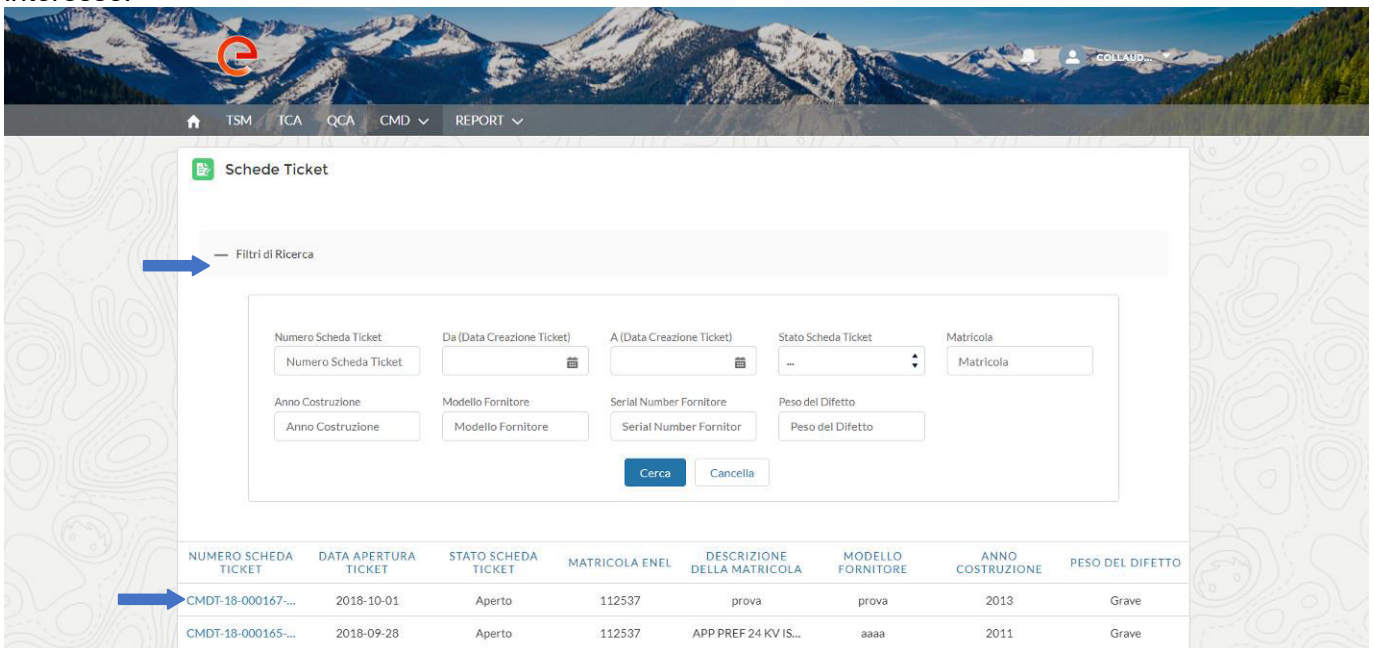 interesse.
e
COLLAUD...
TSM TCA QCA CMD REPORT
Schede Ticket
— Filtri di Ricerca
Numero Scheda Ticket Da (Data Creazione Ticket) A (Data Creazione Ticket) Stato Scheda Ticket Matricola
Numero Scheda Ticket ... Matricola
Anno Costruzione Modello Fornitore Serial Number Fornitore Peso del Difetto
Anno Costruzione Modello Fornitore Serial Number Fornitor Peso del Difetto
Cerca Cancella
NUMERO SCHEDA TICKET DATA APERTURA TICKET STATO SCHEDA TICKET MATRICOLA ENEL DESCRIZIONE DELLA MATRICOLA MODELLO FORNITORE ANNO COSTRUZIONE PESO DEL DIFETTO
CMDT-18-000167-... 2018-10-01 Aperto 112537 prova prova 2013 Grave
CMDT-18-000165-... 2018-09-28 Aperto 112537 APP PREF 24 KV IS... aaaa 2011 Grave